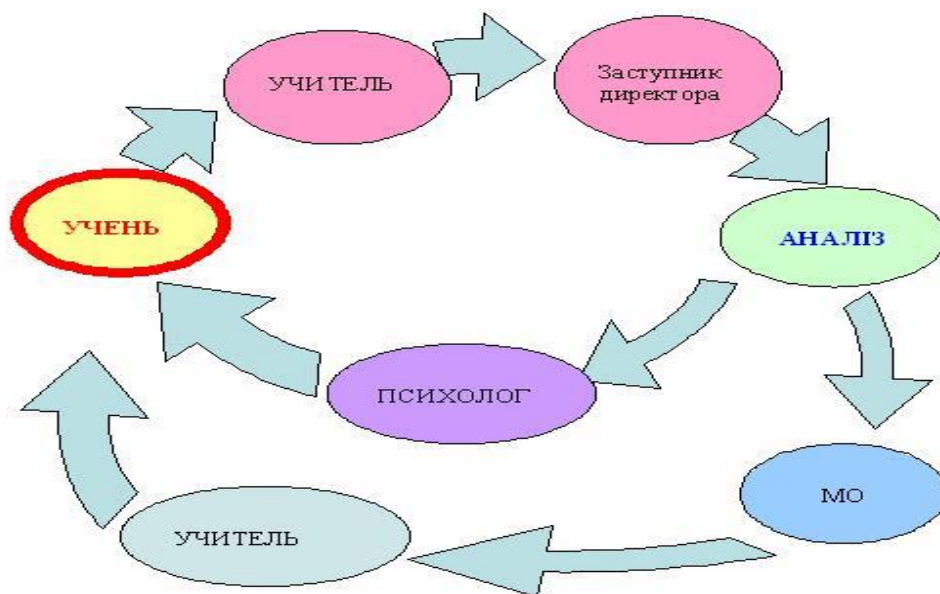 УЧИТЕЛЬ
Заступник
директора
УЧЕНЬ
АНАЛІЗ
ПСИХОЛОГ
МО
УЧИТЕЛЬ